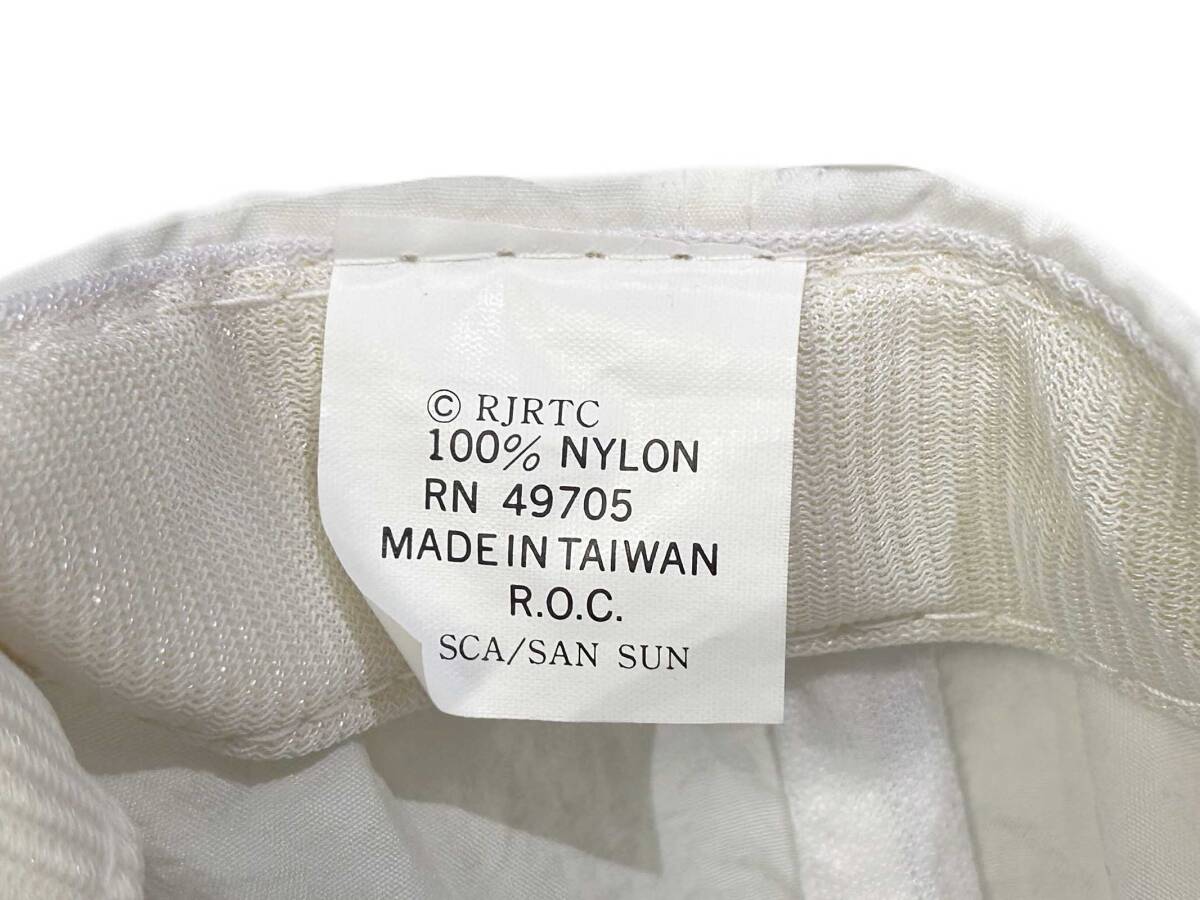 © RJRTC
100% NYLON
RN 49705
MADE IN TAIWAN
R.O.C.
SCA/SAN SUN